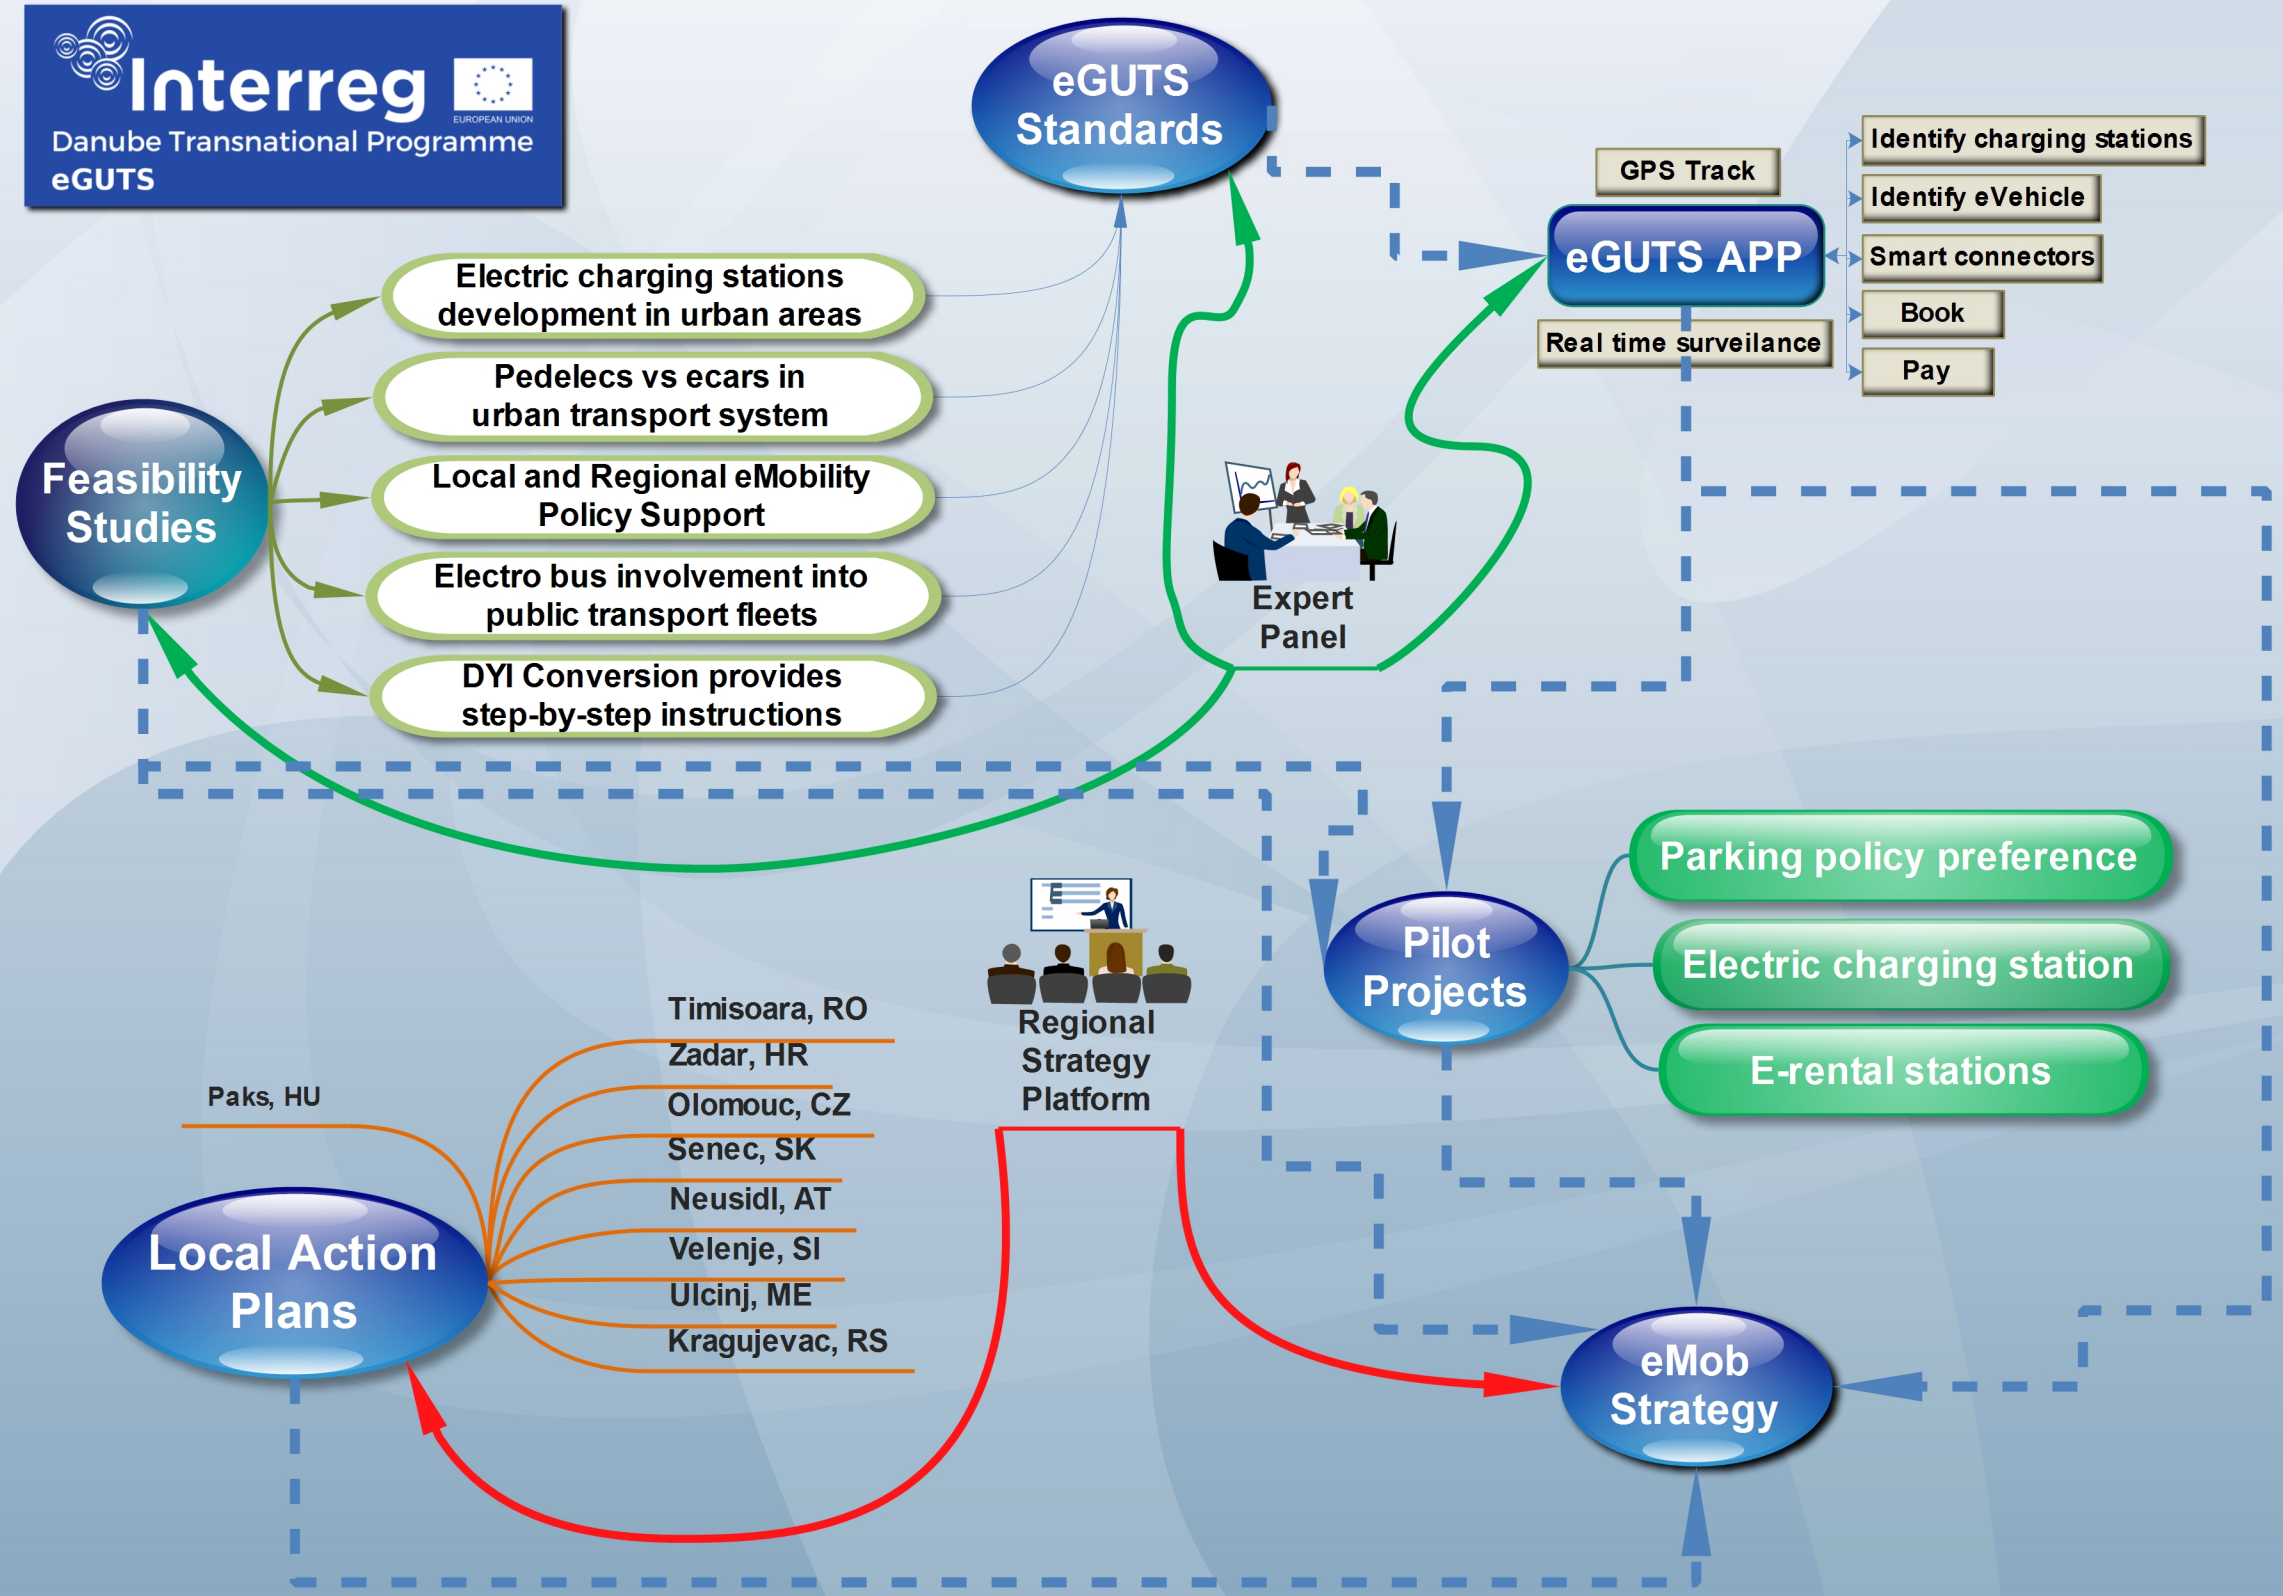 Interreg
EUROPEAN UNION
Danube Transnational Programme
eGUTS
eGUTS
Standards
GPS Track
eGUTS APP
Real time surveilance
Identify charging stations
Identify eVehicle
Smart connectors
Book
Pay
Feasibility
Studies
Electric charging stations
development in urban areas
Pedelecs vs ecars in
urban transport system
Local and Regional eMobility
Policy Support
Electro bus involvement into
public transport fleets
DYI Conversion provides
step-by-step instructions
Expert
Panel
Pilot
Projects
Parking policy preference
Electric charging station
E-rental stations
Regional
Strategy
Platform
Local Action
Plans
Paks, HU
Timisoara, RO
Zadar, HR
Olomouc, CZ
Senec, SK
Neusidl, AT
Velenje, SI
Ulcinj, ME
Kragujevac, RS
eMob
Strategy